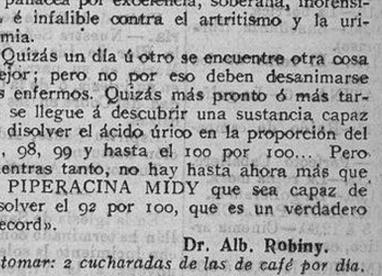 panacea por excelencia, soberana, inofensi-
, é infalible contra el artritismo y la uri-
mia.
Quizás un día ú otro se encuentre otra cosa
ejor; pero no por eso deben desanimarse
s enfermos. Quizás más pronto ó más tar-
se llegue á descubrir una sustancia capaz
disolver el ácido úrico en la proporción del
, 98, 99 y hasta el 100 por 100... Pero
entras tanto, no hay hasta ahora más que
PIPERACINA MIDY que sea capaz de
solver el 92 por 100, que es un verdadero
ecord».
Dr. Alb. Robiny.
tomar: 2 cucharadas de las de café por día.